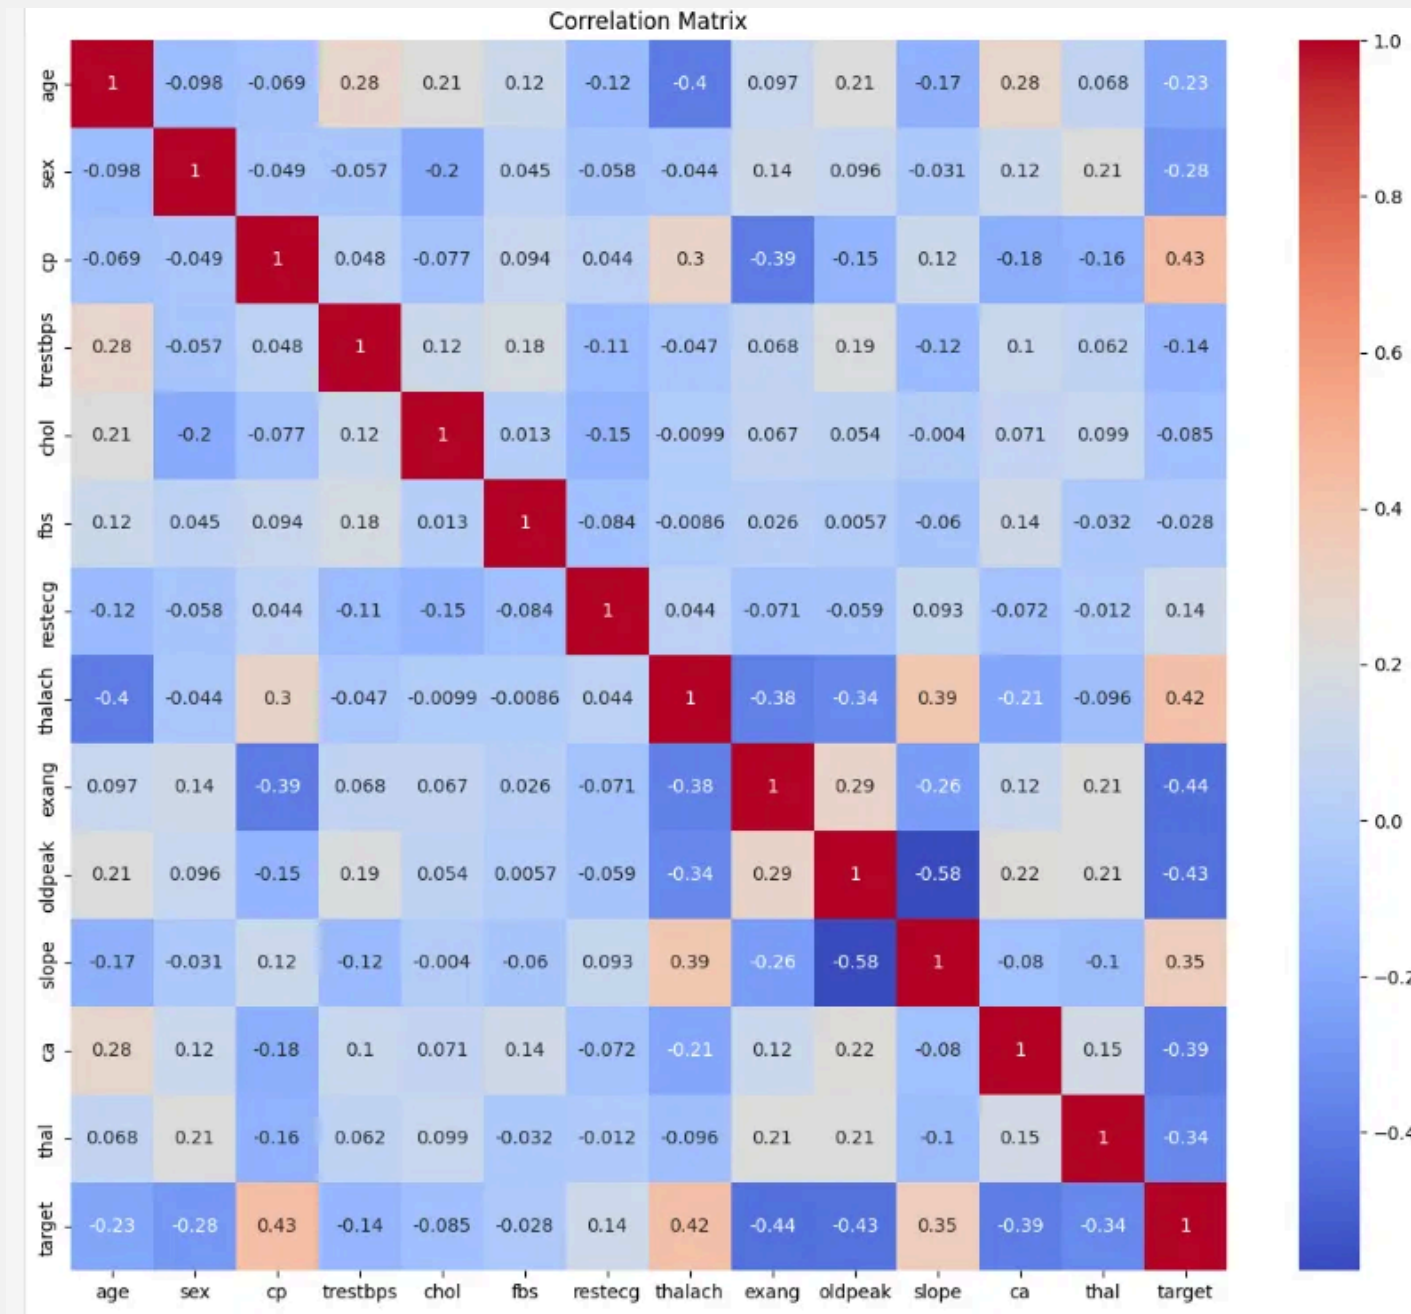 Correlation Matrix
age 1 -0.098 -0.069 0.28 0.21 0.12 -0.12 -0.4 0.097 0.21 -0.17 0.28 0.068 -0.23
sex -0.098 1 -0.049 -0.057 -0.2 0.045 -0.058 -0.044 0.14 0.096 -0.031 0.12 0.21 -0.28
cp -0.069 -0.049 1 0.048 -0.077 0.094 0.044 0.3 -0.39 -0.15 0.12 -0.18 -0.16 0.43
trestbps 0.28 -0.057 0.048 1 0.12 0.18 -0.11 -0.047 0.068 0.19 -0.12 0.1 0.062 -0.14
chol 0.21 -0.2 -0.077 0.12 1 0.013 -0.15 -0.0099 0.067 0.054 -0.004 0.071 0.099 -0.085
fbs 0.12 0.045 0.094 0.18 0.013 1 -0.084 -0.0086 0.026 0.0057 -0.06 0.14 -0.032 -0.028
restecg -0.12 -0.058 0.044 -0.11 -0.15 -0.084 1 0.044 -0.071 -0.059 0.093 -0.072 -0.012 0.14
thalach -0.4 -0.044 0.3 -0.047 -0.0099 -0.0086 0.044 1 -0.38 -0.34 0.39 -0.21 -0.096 0.42
exang 0.097 0.14 -0.39 0.068 0.067 0.026 -0.071 -0.38 1 0.29 -0.26 0.12 0.21 -0.44
oldpeak 0.21 0.096 -0.15 0.19 0.054 0.0057 -0.059 -0.34 0.29 1 -0.58 0.22 0.21 -0.43
slope -0.17 -0.031 0.12 -0.12 -0.004 -0.06 0.093 0.39 -0.26 -0.58 1 -0.08 -0.1 0.35
ca 0.28 0.12 -0.18 0.1 0.071 0.14 -0.072 -0.21 0.12 0.22 -0.08 1 0.15 -0.39
thal 0.068 0.21 -0.16 0.062 0.099 -0.032 -0.012 -0.096 0.21 0.21 -0.1 0.15 1 -0.34
target -0.23 -0.28 0.43 -0.14 -0.085 -0.028 0.14 0.42 -0.44 -0.43 0.35 -0.39 -0.34 1
age sex cp trestbps chol fbs restecg thalach exang oldpeak slope ca thal target
1.0
0.8
0.6
0.4
0.2
0.0
−0.2
−0.4